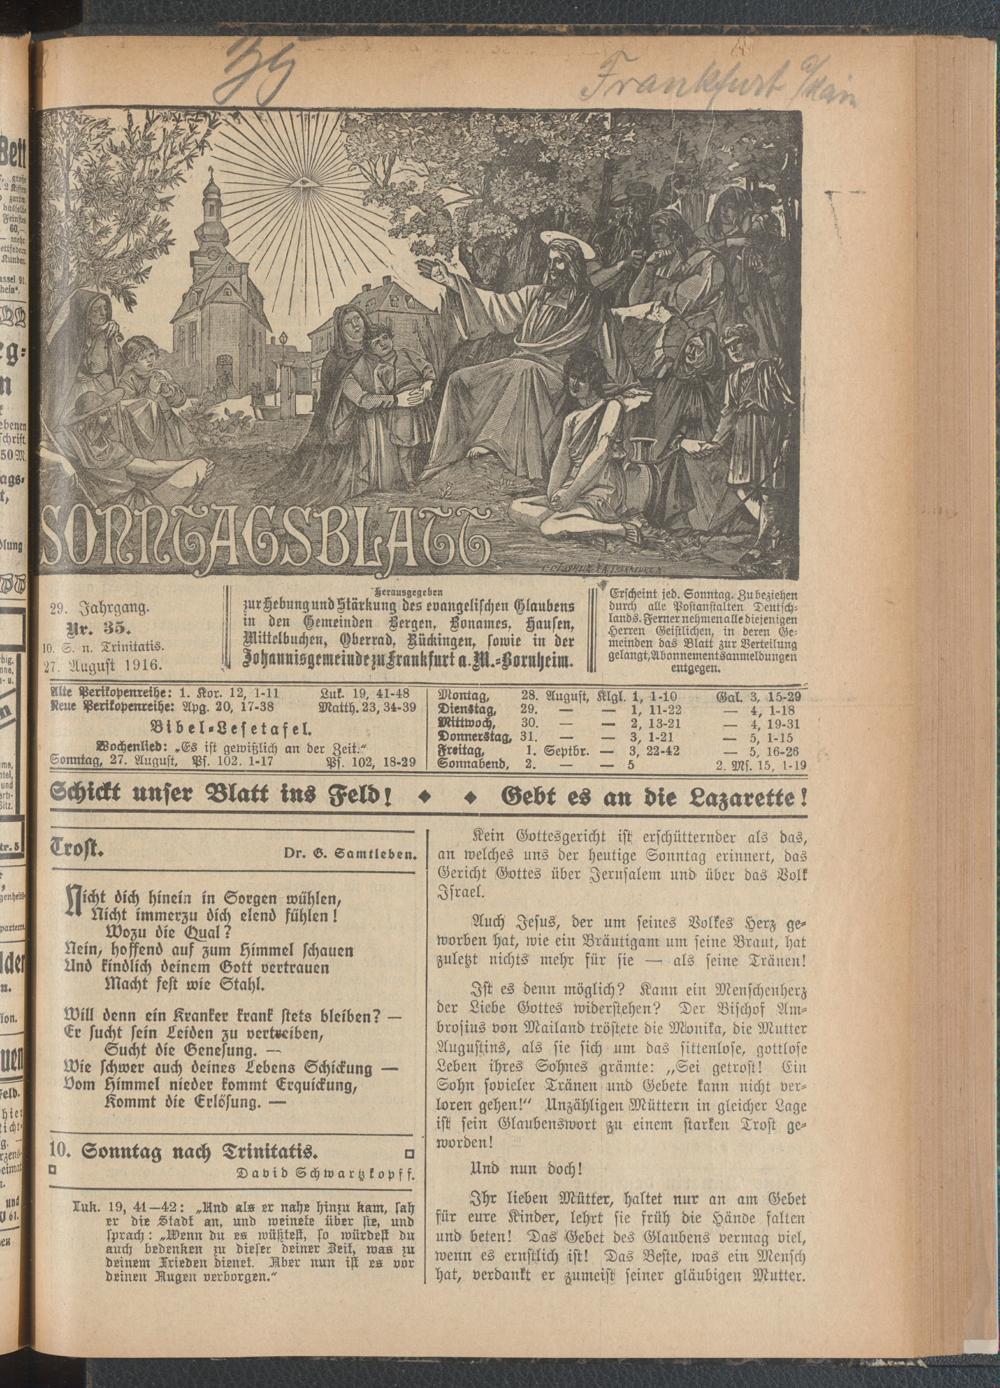 Frankfurt a/Main
SONNTAGSBLATT
29. Jahrgang.
Nr. 35.
10. S. n. Trinitatis.
27. August 1916.
Herausgegeben
zur Hebung und Stärkung des evangelischen Glaubens
in den Gemeinden Bergen, Bonames, Hausen,
Mittelbuchen, Oberrad, Rückingen, sowie in der
Johannisgemeinde zu Frankfurt a. M.-Bornheim.
Erscheint jed. Sonntag. Zu beziehen
durch alle Postanstalten Deutsch-
lands. Ferner nehmen alle diejenigen
Herren Geistlichen, in deren Ge-
meinden das Blatt zur Verteilung
gelangt, Abonnementsanmeldungen
entgegen.
Alte Perikopenreihe: 1. Kor. 12, 1-11 Luk. 19, 41-48
Neue Perikopenreihe: Apg. 20, 17-38 Matth. 23, 34-39
Bibel-Lesetafel.
Wochenlied: „Es ist gewißlich an der Zeit.“
Sonntag, 27. August, Ps. 102. 1-17 Ps. 102, 18-29
Montag, 28. August, Klgl. 1, 1-10 Gal. 3, 15-29
Dienstag, 29. — — 1, 11-22 — 4, 1-18
Mittwoch, 30. — — 2, 13-21 — 4, 19-31
Donnerstag, 31. — — 3, 1-21 — 5, 1-15
Freitag, 1. Septbr. — 3, 22-42 — 5, 16-26
Sonnabend, 2. — — 5 2. Ms. 15, 1-19
Schickt unser Blatt ins Feld! ◆ ◆ Gebt es an die Lazarette!
Trost.
Dr. G. Samtleben.
Nicht dich hinein in Sorgen wühlen,
Nicht immerzu dich elend fühlen!
Wozu die Qual?
Nein, hoffend auf zum Himmel schauen
Und kindlich deinem Gott vertrauen
Macht fest wie Stahl.
Will denn ein Kranker krank stets bleiben? —
Er sucht sein Leiden zu vertreiben,
Sucht die Genesung. —
Wie schwer auch deines Lebens Schickung —
Vom Himmel nieder kommt Erquickung,
Kommt die Erlösung. —
10. Sonntag nach Trinitatis.
David Schwartzkopff.
Luk. 19, 41—42: „Und als er nahe hinzu kam, sah
er die Stadt an, und weinete über sie, und
sprach: „Wenn du es wüßtest, so würdest du
auch bedenken zu dieser deiner Zeit, was zu
deinem Frieden dienet. Aber nun ist es vor
deinen Augen verborgen.“
Kein Gottesgericht ist erschütternder als das,
an welches uns der heutige Sonntag erinnert, das
Gericht Gottes über Jerusalem und über das Volk
Israel.
Auch Jesus, der um seines Volkes Herz ge-
worben hat, wie ein Bräutigam um seine Braut, hat
zuletzt nichts mehr für sie — als seine Tränen!
Ist es denn möglich? Kann ein Menschenherz
der Liebe Gottes widerstehen? Der Bischof Am-
brosius von Mailand tröstete die Monika, die Mutter
Augustins, als sie sich um das sittenlose, gottlose
Leben ihres Sohnes grämte: „Sei getrost! Ein
Sohn sovieler Tränen und Gebete kann nicht ver-
loren gehen!“ Unzähligen Müttern in gleicher Lage
ist sein Glaubenswort zu einem starken Trost ge-
worden!
Und nun doch!
Ihr lieben Mütter, haltet nur an am Gebet
für eure Kinder, lehrt sie früh die Hände falten
und beten! Das Gebet des Glaubens vermag viel,
wenn es ernstlich ist! Das Beste, was ein Mensch
hat, verdankt er zumeist seiner gläubigen Mutter.